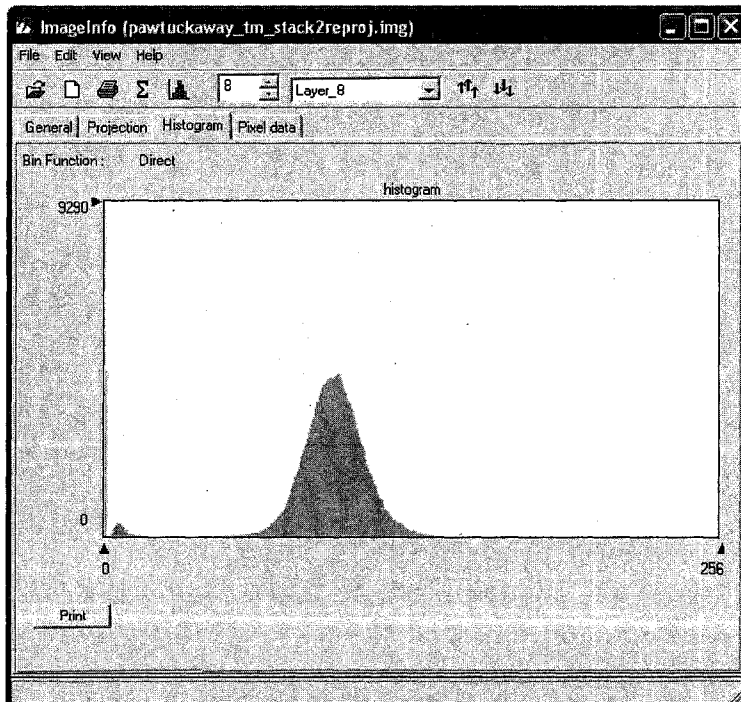 ImageInfo (pawtuckaway_tm_stack2reproj.img)
File Edit View Help
Σ 8 Layer_8
General Projection Histogram Pixel data
Bin Function : Direct
histogram
9290
0
0 256
Print